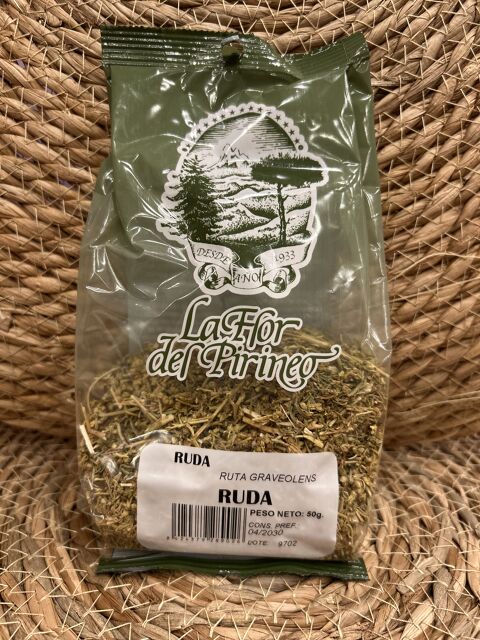 DESDE AÑO 1933
La Flor
del Pirineo
RUDA
RUTA GRAVEOLENS
RUDA
PESO NETO: 50g.
CONS. PREF.
04/2030
LOTE 9702